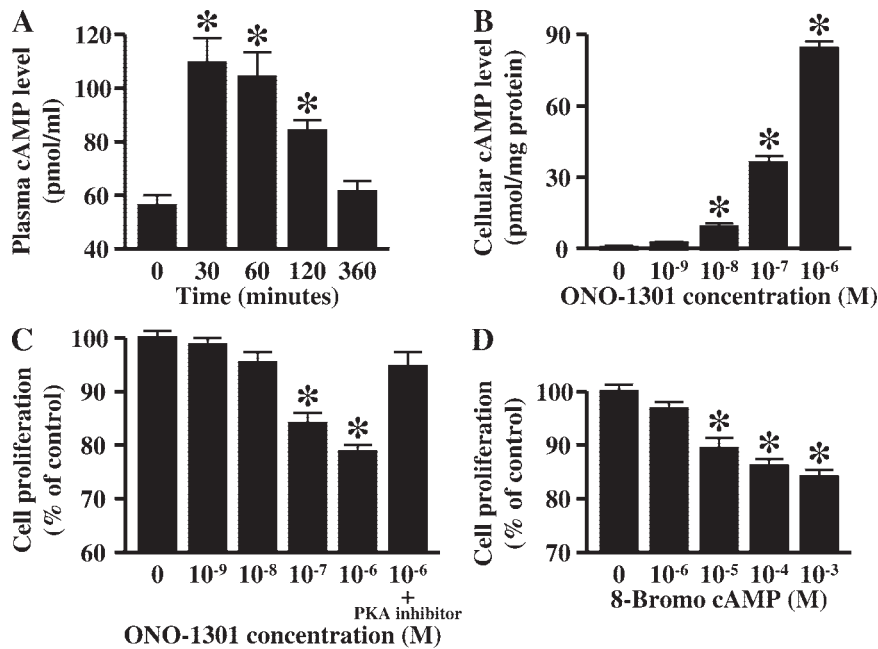 A
Plasma cAMP level
(pmol/ml)
120
100
80
60
40
* * *
0 30 60 120 360
Time (minutes)
B
Cellular cAMP level
(pmol/mg protein)
90
60
30
0
* * *
0 10-9 10-8 10-7 10-6
ONO-1301 concentration (M)
C
Cell proliferation
(% of control)
100
90
80
70
60
* *
0 10-9 10-8 10-7 10-6 10-6
+
PKA inhibitor
ONO-1301 concentration (M)
D
Cell proliferation
(% of control)
100
90
80
70
* * *
0 10-6 10-5 10-4 10-3
8-Bromo cAMP (M)